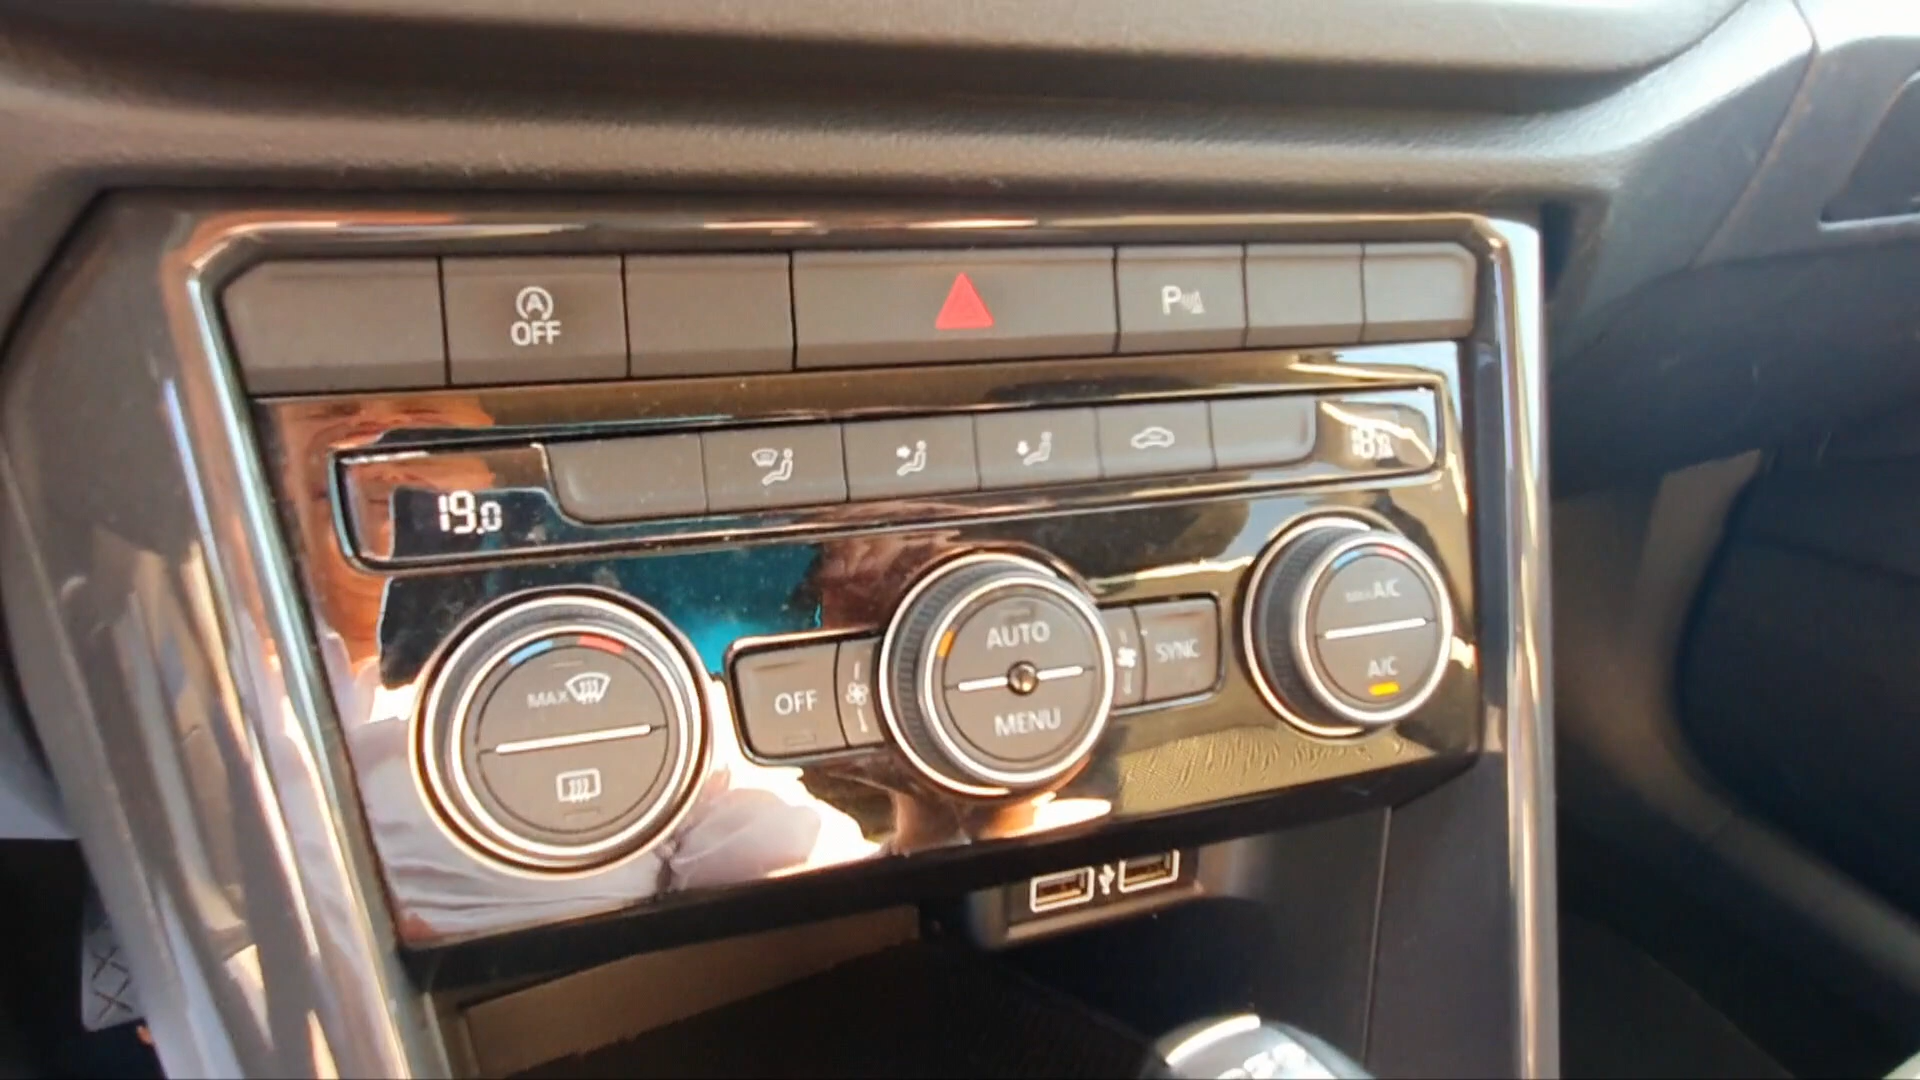 A
OFF
P
19.0
MAX
OFF
AUTO
MENU
SYNC
MAX A/C
A/C